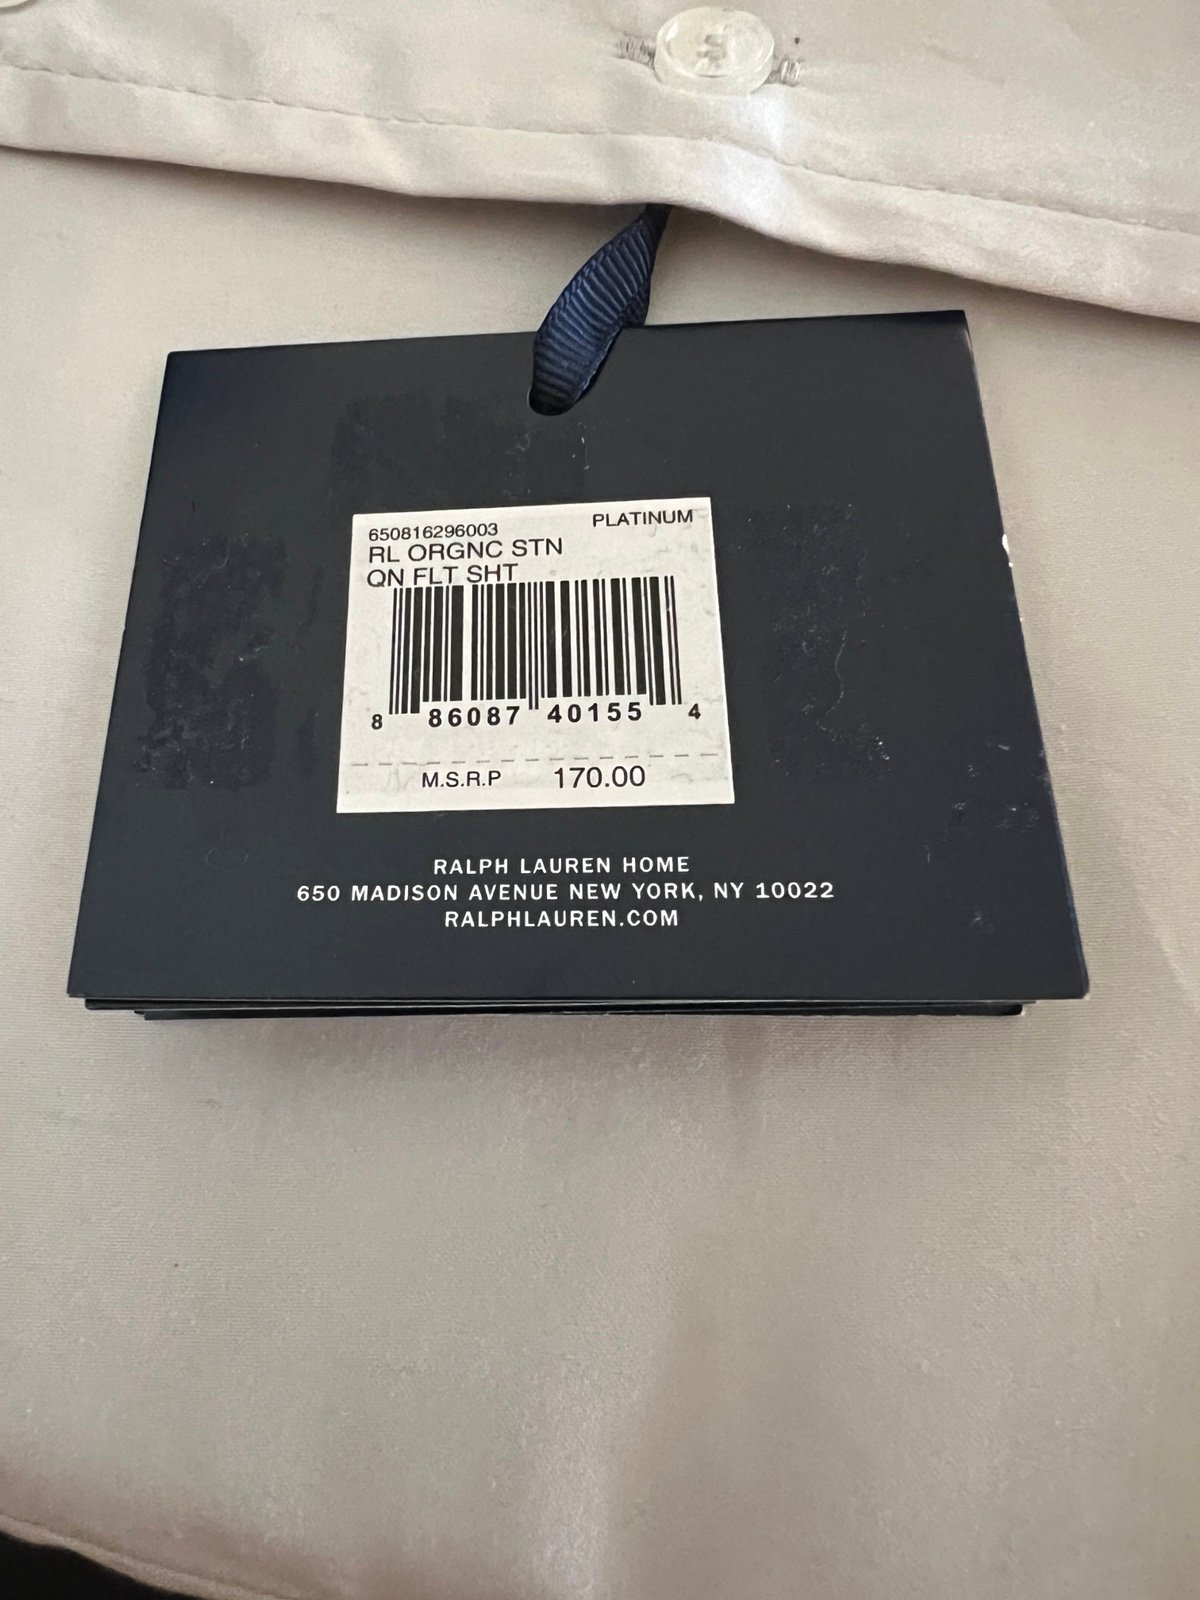 650816296003 PLATINUM
RL ORGNC STN
QN FLT SHT
8 86087 40155 4
M.S.R.P 170.00
RALPH LAUREN HOME
650 MADISON AVENUE NEW YORK, NY 10022
RALPHLAUREN.COM